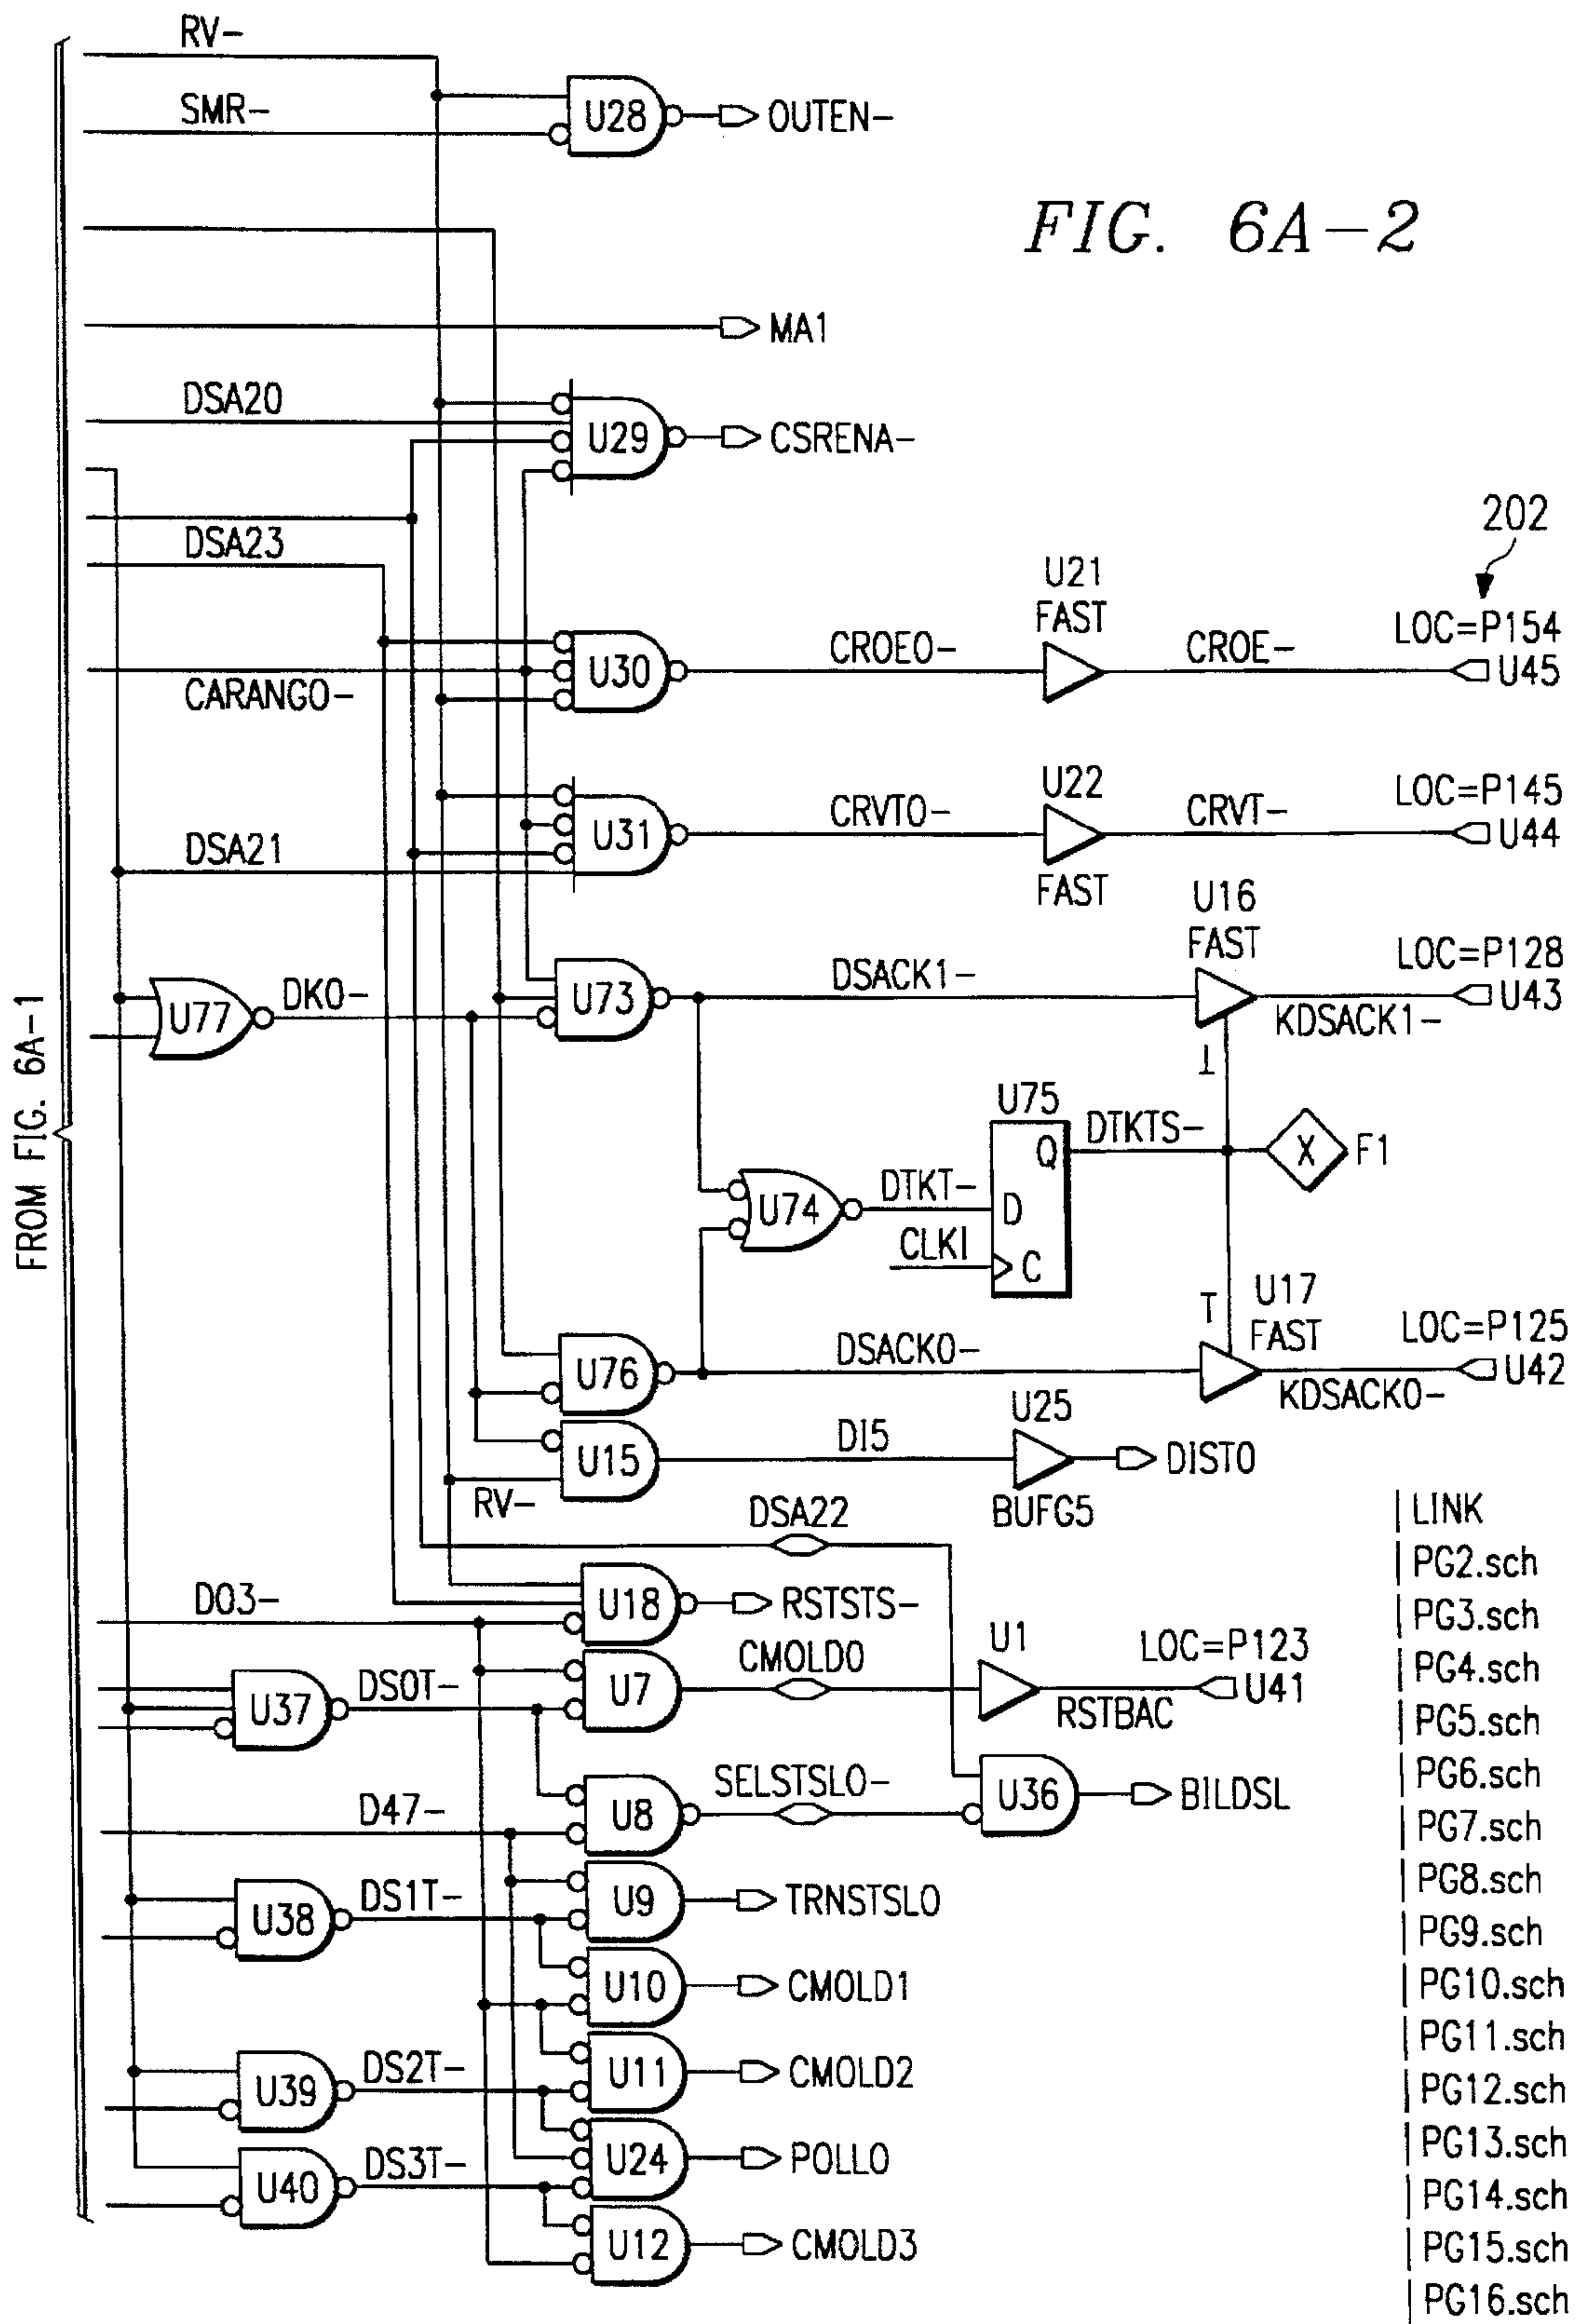 RV-
SMR-
U28
OUTEN-
FIG. 6A-2
MA1
DSA20
U29
CSRENA-
DSA23
202
U21
FAST
LOC=P154
CROEO-
CROE-
U30
U45
CARANGO-
U22
LOC=P145
CRVTO-
CRVT-
U31
U44
DSA21
FAST
U16
FAST
LOC=P128
DSACK1-
DKO-
U73
U77
U43
KDSACK1-
FROM FIG. 6A-1
T
U75
DTKTS-
Q
X
F1
DTKT-
U74
D
CLKI
C
T
U17
FAST
LOC=P125
DSACKO-
U76
U42
KDSACKO-
U25
DI5
U15
DISTO
RV-
BUFG5
DSA22
LINK
PG2.sch
PG3.sch
PG4.sch
PG5.sch
PG6.sch
PG7.sch
PG8.sch
PG9.sch
PG10.sch
PG11.sch
PG12.sch
PG13.sch
PG14.sch
PG15.sch
PG16.sch
DO3-
U18
RSTSTS-
U1
LOC=P123
CMOLDO
DSOT-
U37
U7
U41
RSTBAC
SELSTSLO-
U36
BILDSL
D47-
U8
DS1T-
U9
TRNSTSLO
U38
U10
CMOLD1
DS2T-
U11
CMOLD2
U39
DS3T-
U24
POLLO
U40
U12
CMOLD3